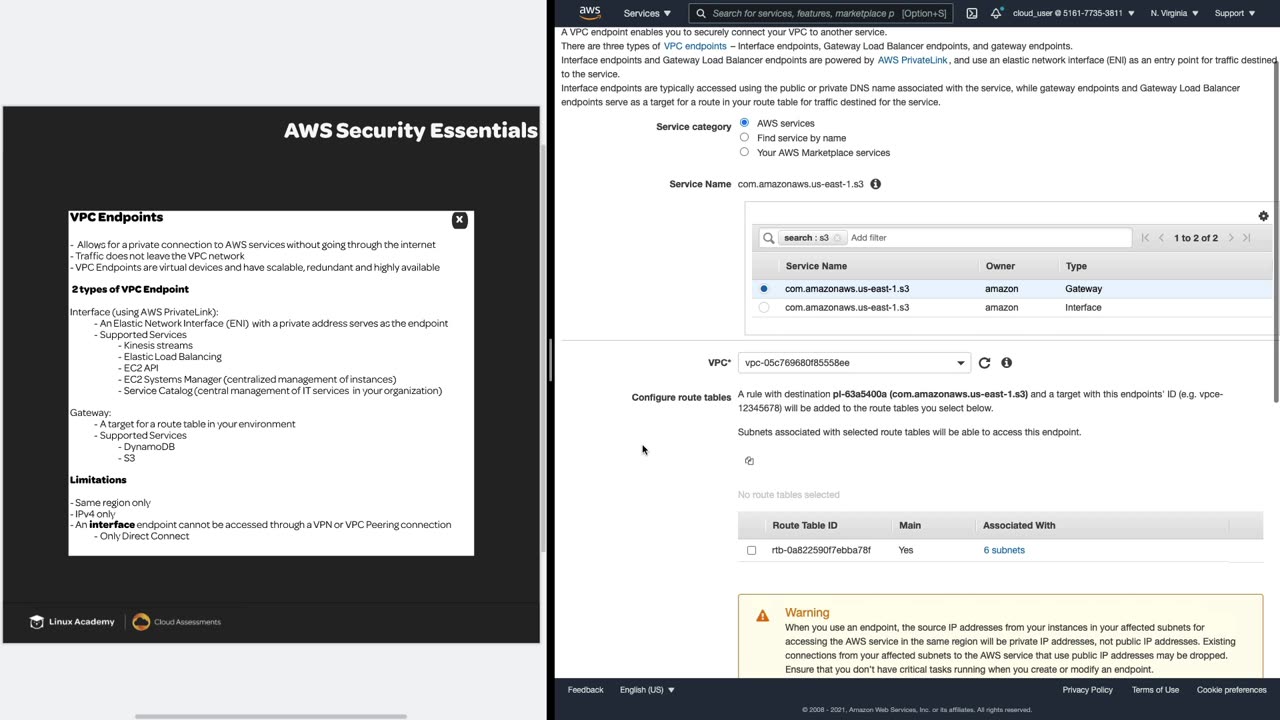 AWS Security Essentials
VPC Endpoints
x
- Allows for a private connection to AWS services without going through the internet
- Traffic does not leave the VPC network
- VPC Endpoints are virtual devices and have scalable, redundant and highly available
2 types of VPC Endpoint
Interface (using AWS PrivateLink):
- An Elastic Network Interface (ENI) with a private address serves as the endpoint
- Supported Services
- Kinesis streams
- Elastic Load Balancing
- EC2 API
- EC2 Systems Manager (centralized management of instances)
- Service Catalog (central management of IT services in your organization)
Gateway:
- A target for a route table in your environment
- Supported Services
- DynamoDB
- S3
Limitations
- Same region only
- IPv4 only
- An interface endpoint cannot be accessed through a VPN or VPC Peering connection
- Only Direct Connect
Linux Academy
Cloud Assessments
aws
Services
Search for services, features, marketplace p
[Option+S]
cloud_user @ 5161-7735-3811
N. Virginia
Support
A VPC endpoint enables you to securely connect your VPC to another service.
There are three types of VPC endpoints – Interface endpoints, Gateway Load Balancer endpoints, and gateway endpoints.
Interface endpoints and Gateway Load Balancer endpoints are powered by AWS PrivateLink, and use an elastic network interface (ENI) as an entry point for traffic destined
to the service.
Interface endpoints are typically accessed using the public or private DNS name associated with the service, while gateway endpoints and Gateway Load Balancer
endpoints serve as a target for a route in your route table for traffic destined for the service.
Service category
AWS services
Find service by name
Your AWS Marketplace services
Service Name com.amazonaws.us-east-1.s3
search : s3 Add filter
1 to 2 of 2
Service Name Owner Type
com.amazonaws.us-east-1.s3 amazon Gateway
com.amazonaws.us-east-1.s3 amazon Interface
VPC* vpc-05c769680f85558ee
Configure route tables
A rule with destination pl-63a5400a (com.amazonaws.us-east-1.s3) and a target with this endpoints' ID (e.g. vpce-
12345678) will be added to the route tables you select below.
Subnets associated with selected route tables will be able to access this endpoint.
No route tables selected
Route Table ID Main Associated With
rtb-0a822590f7ebba78f Yes 6 subnets
Warning
When you use an endpoint, the source IP addresses from your instances in your affected subnets for
accessing the AWS service in the same region will be private IP addresses, not public IP addresses. Existing
connections from your affected subnets to the AWS service that use public IP addresses may be dropped.
Ensure that you don't have critical tasks running when you create or modify an endpoint.
Feedback
English (US)
Privacy Policy
Terms of Use
Cookie preferences
© 2008 - 2021, Amazon Web Services, Inc. or its affiliates. All rights reserved.